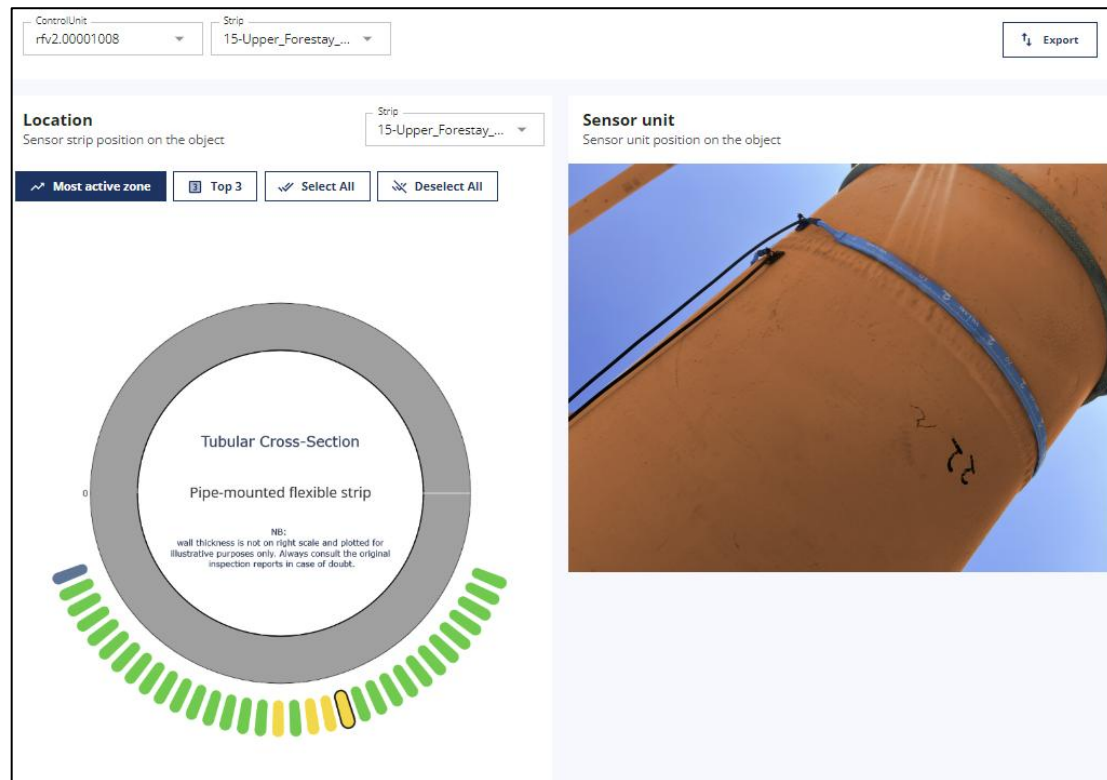 ControlUnit
rfv2.00001008
Strip
15-Upper_Forestay_...
Export
Location
Sensor strip position on the object
Strip
15-Upper_Forestay_...
Most active zone
3 Top 3
Select All
Deselect All
0
Tubular Cross-Section
Pipe-mounted flexible strip
NB:
wall thickness is not on right scale and plotted for
illustrative purposes only. Always consult the original
inspection reports in case of doubt.
Sensor unit
Sensor unit position on the object